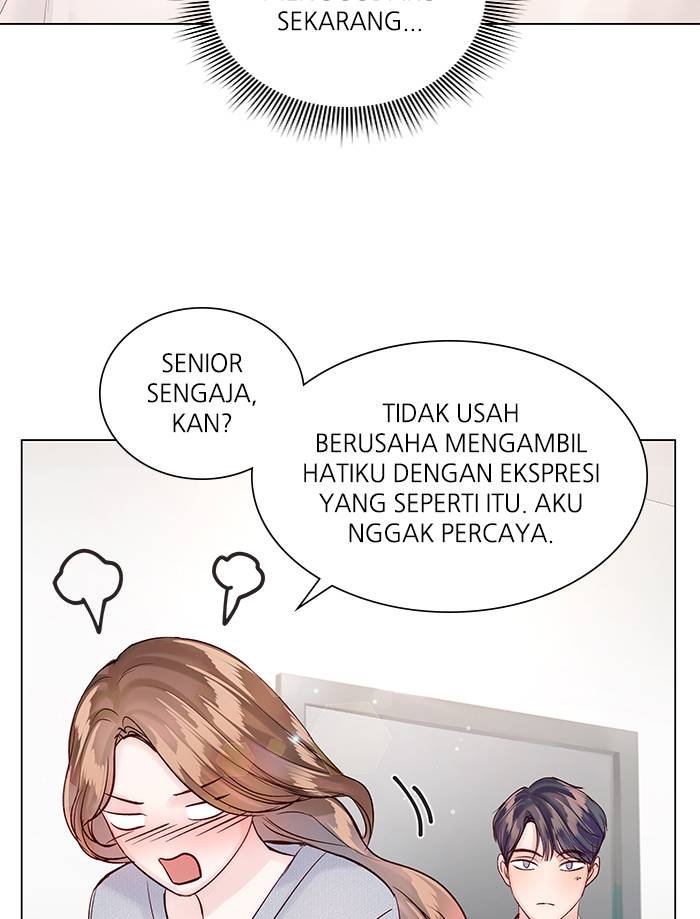 SEKARANG...
SENIOR
SENGAJA,
KAN?
TIDAK USAH
BERUSAHA MENGAMBIL
HATIKU DENGAN EKSPRESI
YANG SEPERTI ITU. AKU
NGGAK PERCAYA.